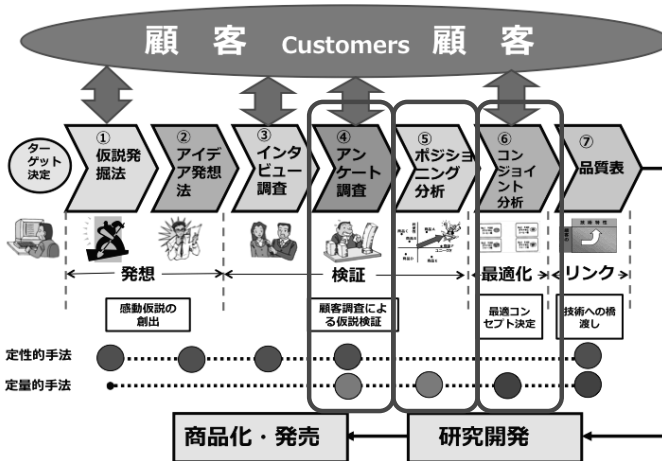 顧 客 Customers 顧 客
ターゲット決定
①
仮説発
掘法
②
アイデ
ア発想
法
③
インタ
ビュー
調査
④
アン
ケート
調査
⑤
ポジショ
ニング
分析
⑥
コン
ジョイ
ント
分析
⑦
品質表
発想
検証
最適化
リンク
感動仮説の
創出
顧客調査によ
る仮説検証
最適コン
セプト決定
技術への橋
渡し
定性的手法
定量的手法
商品化・発売
研究開発